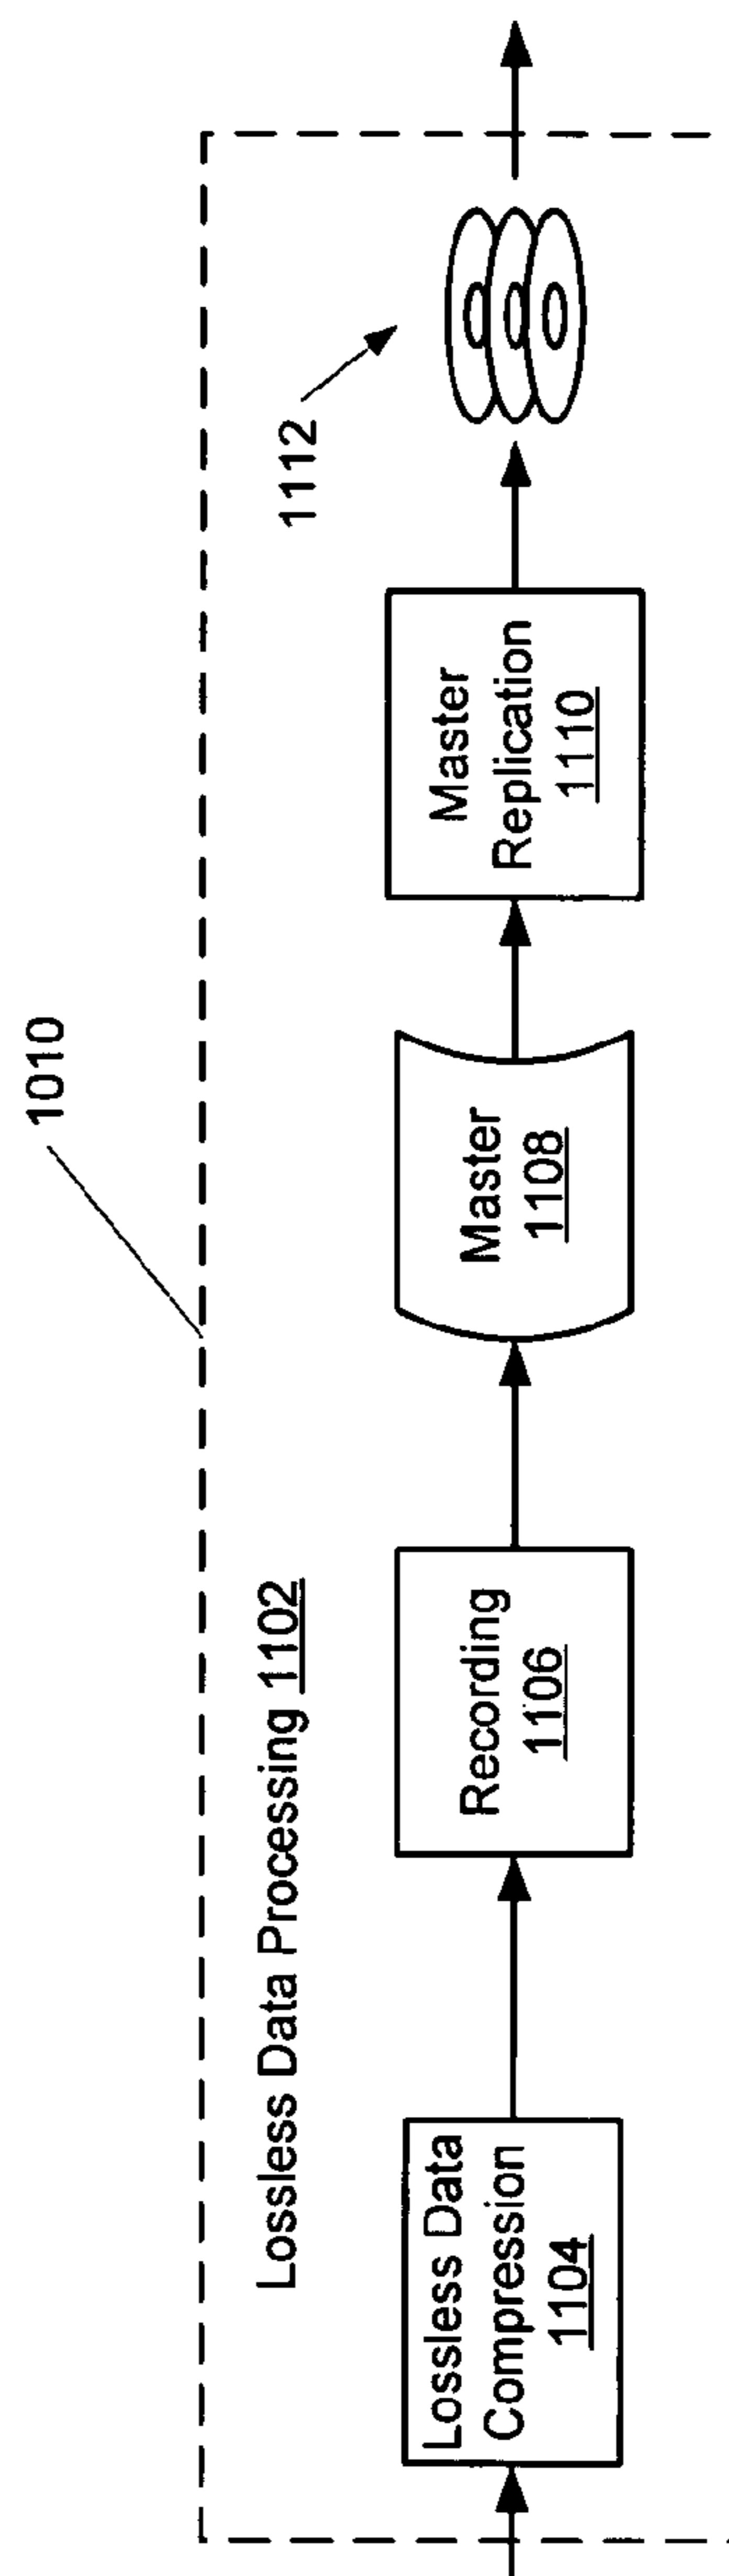 1010
Lossless Data Processing 1102
1112
Lossless Data
Compression
1104
Recording
1106
Master
1108
Master
Replication
1110